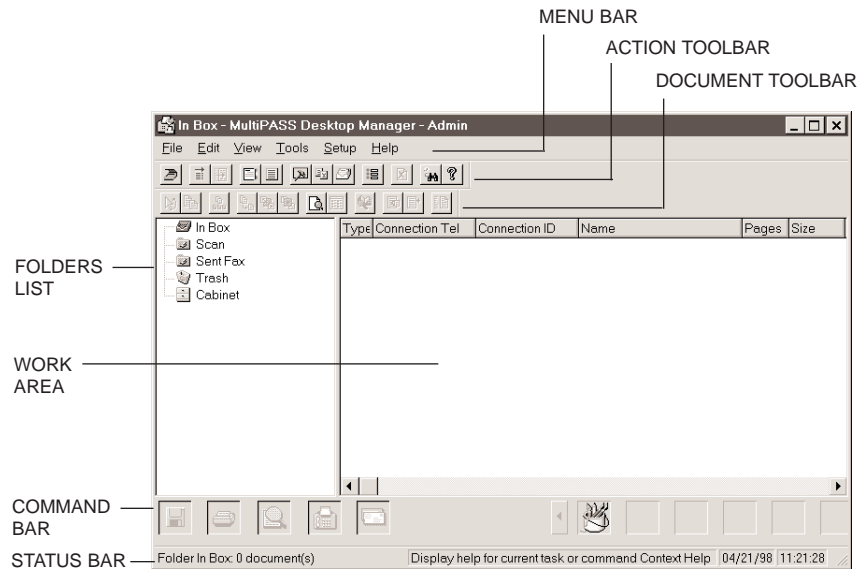 MENU BAR
ACTION TOOLBAR
DOCUMENT TOOLBAR
In Box - MultiPASS Desktop Manager - Admin
File Edit View Tools Setup Help
In Box
Scan
Sent Fax
Trash
Cabinet
Type Connection Tel Connection ID Name Pages Size
FOLDERS
LIST
WORK
AREA
COMMAND
BAR
STATUS BAR
Folder In Box: 0 document(s) Display help for current task or command Context Help 04/21/98 11:21:28